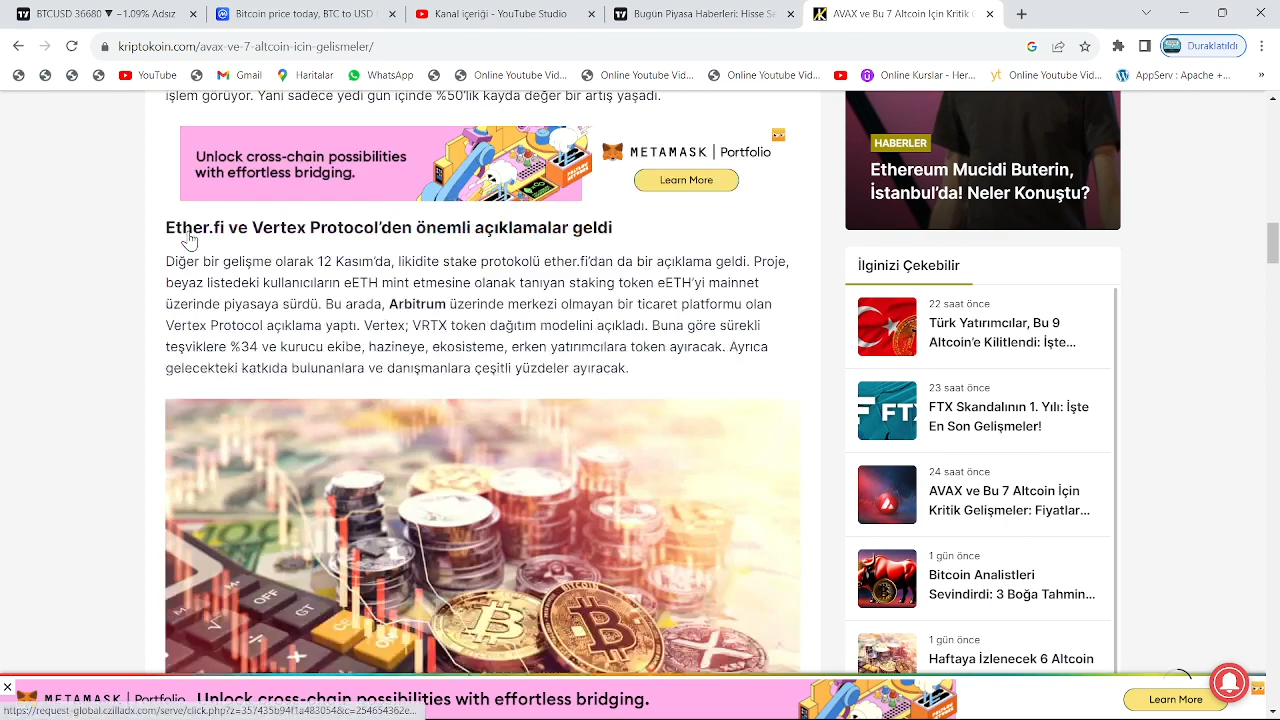 BTCUSD 36680 ▼ −1.09% Adsız
Bitcoin price today, BTC to USD
Kanal içeriği - YouTube Studio
Bugün Piyasa Haberleri: Hisse Se
AVAX ve Bu 7 Altcoin İçin Kritik G
kriptokoin.com/avax-ve-7-altcoin-icin-gelismeler/
Duraklatıldı
YouTube
Gmail
Haritalar
WhatsApp
Online Youtube Vid...
Online Youtube Vid...
Online Youtube Vid...
Online Kurslar - Her...
Online Youtube Vid...
AppServ : Apache +...
işlem görüyor. Yani sadece yedi gün içinde %50'lik kayda değer bir artış yaşadı.
Unlock cross-chain possibilities
with effortless bridging.
METAMASK | Portfolio
Learn More
Ether.fi ve Vertex Protocol'den önemli açıklamalar geldi
Diğer bir gelişme olarak 12 Kasım'da, likidite stake protokolü ether.fi'dan da bir açıklama geldi. Proje,
beyaz listedeki kullanıcıların eETH mint etmesine olanak tanıyan staking token eETH'yi mainnet
üzerinde piyasaya sürdü. Bu arada, Arbitrum üzerinde merkezi olmayan bir ticaret platformu olan
Vertex Protocol açıklama yaptı. Vertex; VRTX token dağıtım modelini açıkladı. Buna göre sürekli
teşviklere %34 ve kurucu ekibe, hazineye, ekosisteme, erken yatırımcılara token ayıracak. Ayrıca
gelecekteki katkıda bulunanlara ve danışmanlara çeşitli yüzdeler ayıracak.
OFF
GT
BITCOIN
HABERLER
Ethereum Mucidi Buterin,
İstanbul'da! Neler Konuştu?
İlginizi Çekebilir
22 saat önce
Türk Yatırımcılar, Bu 9
Altcoin'e Kilitlendi: İşte...
23 saat önce
FTX
FTX Skandalının 1. Yılı: İşte
En Son Gelişmeler!
24 saat önce
AVAX ve Bu 7 Altcoin İçin
Kritik Gelişmeler: Fiyatlar...
1 gün önce
Bitcoin Analistleri
Sevindirdi: 3 Boğa Tahmin...
1 gün önce
Haftaya İzlenecek 6 Altcoin
METAMASK | Portfolio
Unlock cross-chain possibilities with effortless bridging.
Learn More